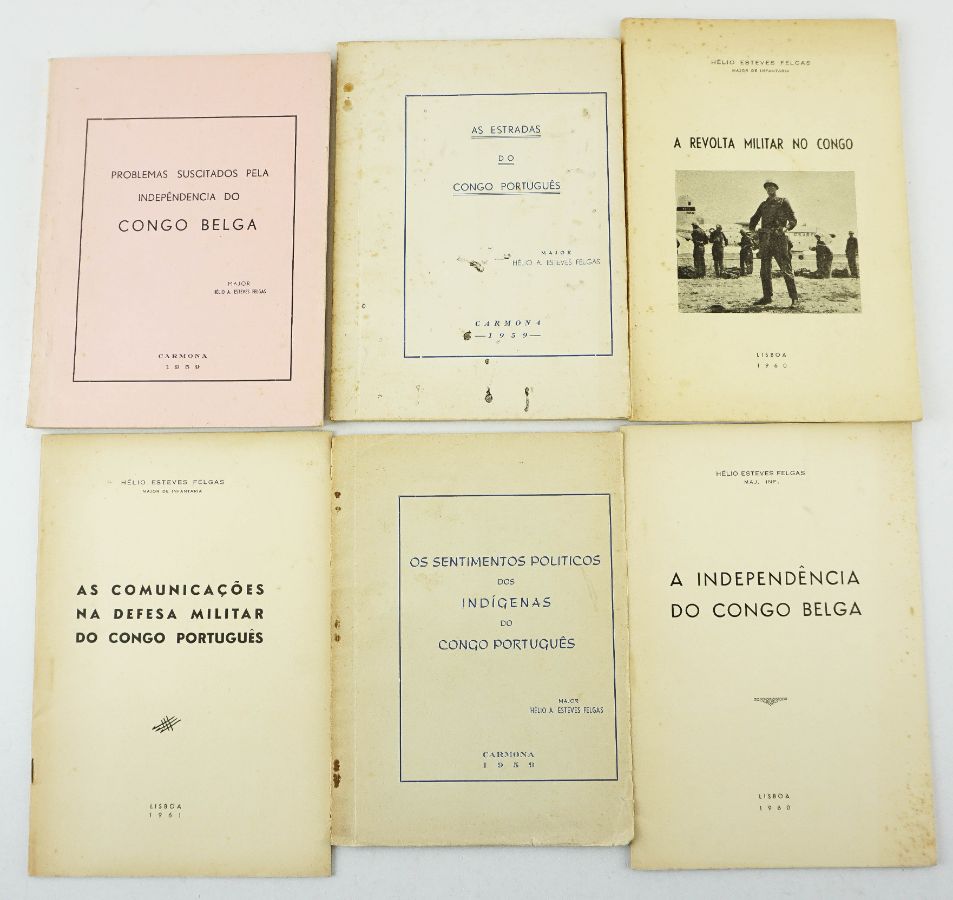 PROBLEMAS SUSCITADOS PELA
INDEPÊNDENCIA DO
CONGO BELGA
MAJOR
HÉLIO A. ESTEVES FELGAS
CARMONA
1959
AS ESTRADAS
DO
CONGO PORTUGUÊS
MAJOR
HÉLIO A. ESTEVES FELGAS
CARMONA
—1959—
HÉLIO ESTEVES FELGAS
MAJOR DE INFANTARIA
A REVOLTA MILITAR NO CONGO
LISBOA
1960
HÉLIO ESTEVES FELGAS
MAJOR DE INFANTARIA
AS COMUNICAÇÕES
NA DEFESA MILITAR
DO CONGO PORTUGUÊS
LISBOA
1961
OS SENTIMENTOS POLITICOS
DOS
INDÍGENAS
DO
CONGO PORTUGUÊS
MAJOR
HÉLIO A. ESTEVES FELGAS
CARMONA
1959
HÉLIO ESTEVES FELGAS
MAJ. INF.
A INDEPENDÊNCIA
DO CONGO BELGA
LISBOA
1960